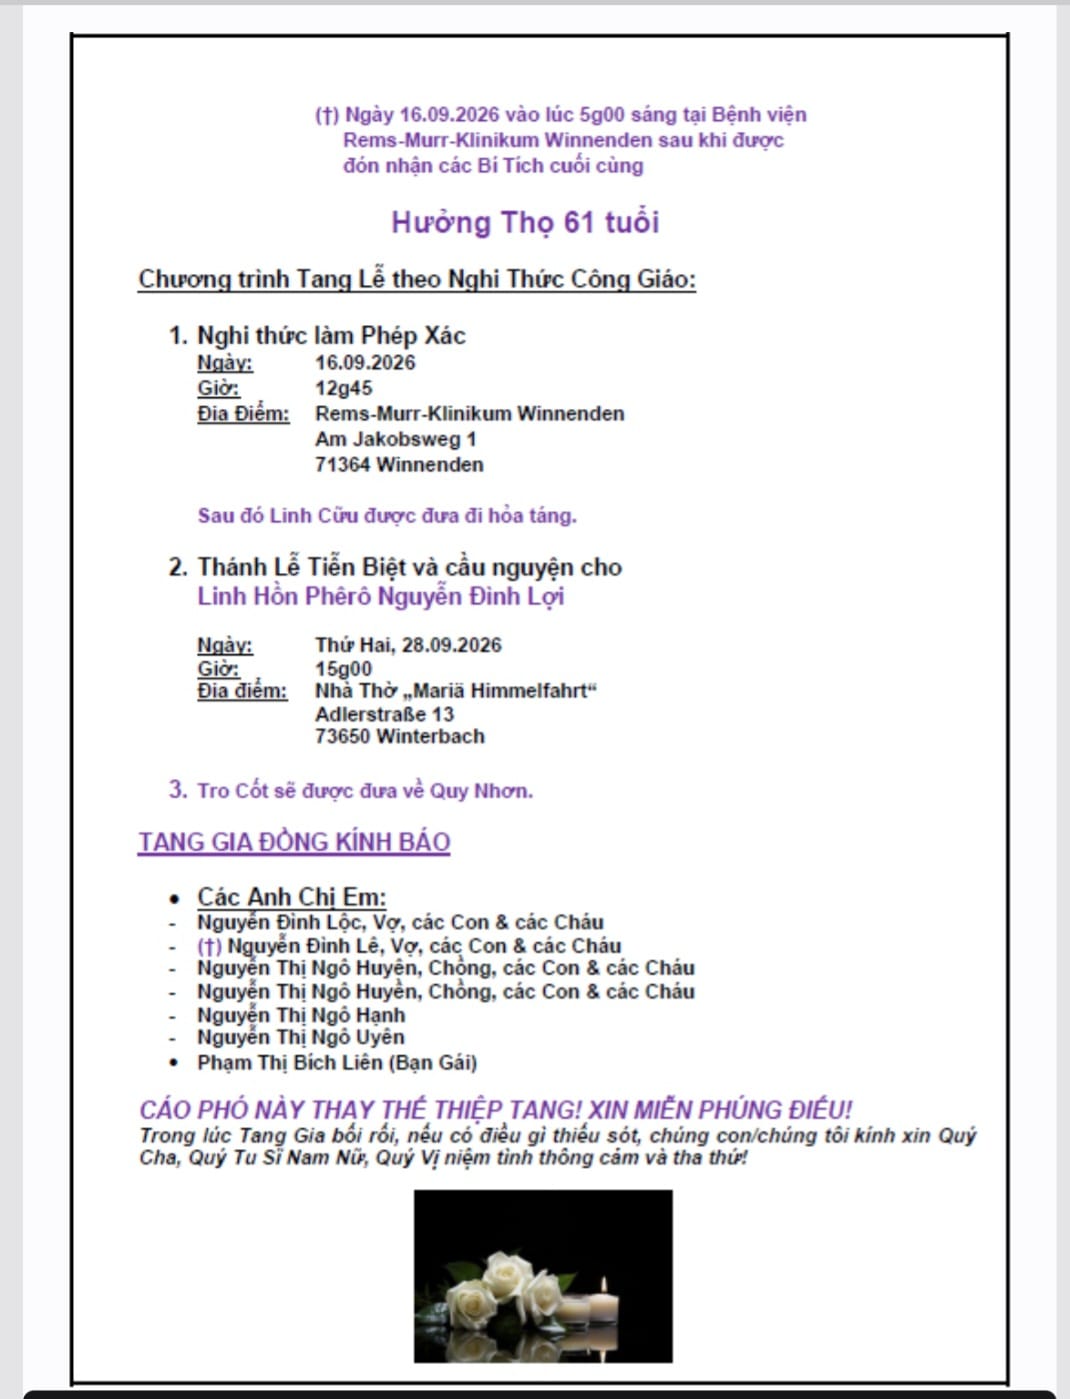 (†) Ngày 16.09.2026 vào lúc 5g00 sáng tại Bệnh viện
Rems-Murr-Klinikum Winnenden sau khi được
đón nhận các Bí Tích cuối cùng
Hưởng Thọ 61 tuổi
Chương trình Tang Lễ theo Nghi Thức Công Giáo:
1. Nghi thức làm Phép Xác
Ngày: 16.09.2026
Giờ: 12g45
Địa Điểm: Rems-Murr-Klinikum Winnenden
Am Jakobsweg 1
71364 Winnenden
Sau đó Linh Cữu được đưa đi hỏa táng.
2. Thánh Lễ Tiễn Biệt và cầu nguyện cho
Linh Hồn Phêrô Nguyễn Đình Lợi
Ngày: Thứ Hai, 28.09.2026
Giờ: 15g00
Địa điểm: Nhà Thờ „Mariä Himmelfahrt“
Adlerstraße 13
73650 Winterbach
3. Tro Cốt sẽ được đưa về Quy Nhơn.
TANG GIA ĐỒNG KÍNH BÁO
• Các Anh Chị Em:
- Nguyễn Đình Lộc, Vợ, các Con & các Cháu
- (†) Nguyễn Đình Lê, Vợ, các Con & các Cháu
- Nguyễn Thị Ngô Huyên, Chồng, các Con & các Cháu
- Nguyễn Thị Ngô Huyền, Chồng, các Con & các Cháu
- Nguyễn Thị Ngô Hạnh
- Nguyễn Thị Ngô Uyên
• Phạm Thị Bích Liên (Bạn Gái)
CÁO PHÓ NÀY THAY THẾ THIỆP TANG! XIN MIỄN PHÚNG ĐIẾU!
Trong lúc Tang Gia bối rối, nếu có điều gì thiếu sót, chúng con/chúng tôi kính xin Quý
Cha, Quý Tu Sĩ Nam Nữ, Quý Vị niệm tình thông cảm và tha thứ!